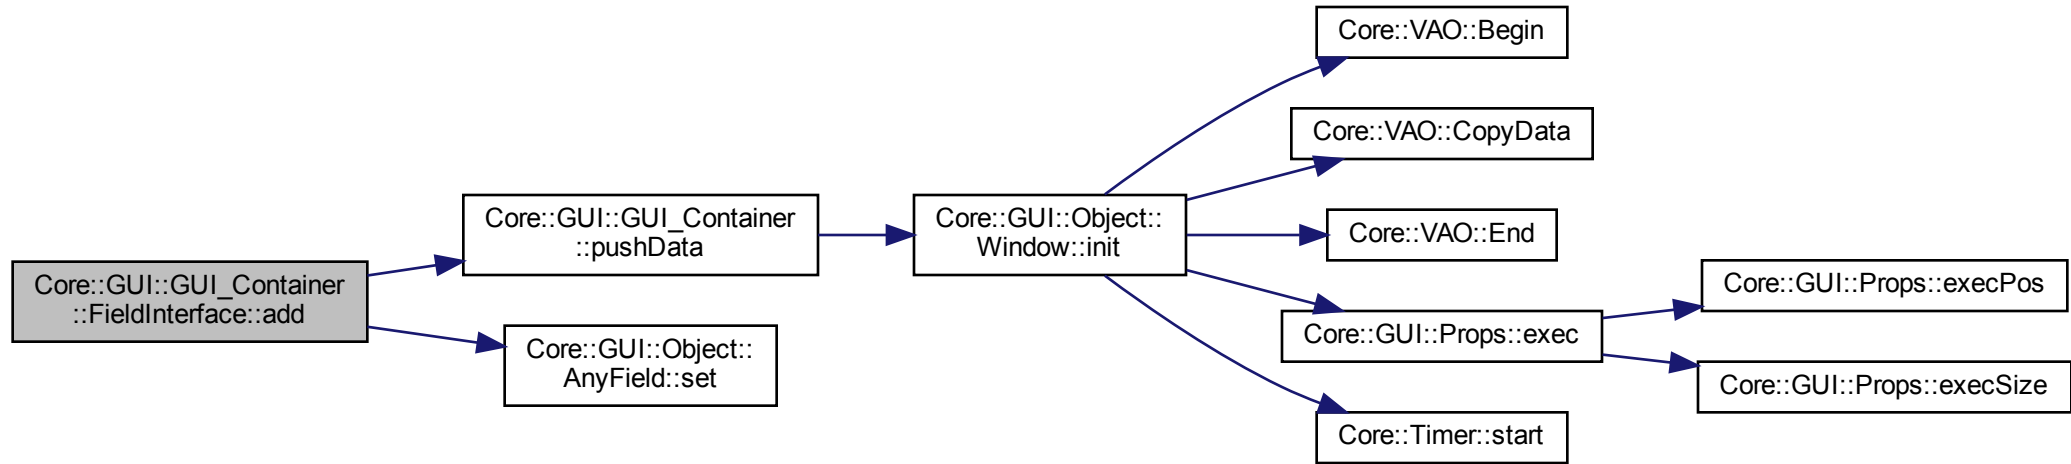 Core::GUI::GUI_Container
::FieldInterface::add
Core::GUI::GUI_Container
::pushData
Core::GUI::Object::
AnyField::set
Core::GUI::Object::
Window::init
Core::VAO::Begin
Core::VAO::CopyData
Core::VAO::End
Core::GUI::Props::exec
Core::Timer::start
Core::GUI::Props::execPos
Core::GUI::Props::execSize